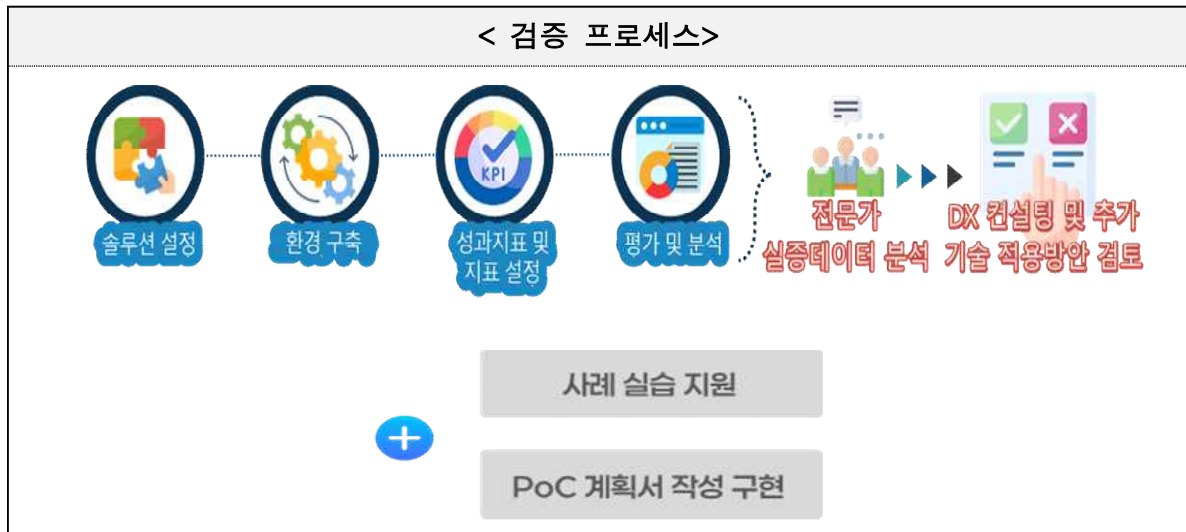 < 검증 프로세스>
KPI
솔루션 설정
환경 구축
성과지표 및
지표 설정
평가 및 분석
전문가
실증데이터 분석
DX 컨설팅 및 추가
기술 적용방안 검토
사례 실습 지원
PoC 계획서 작성 구현